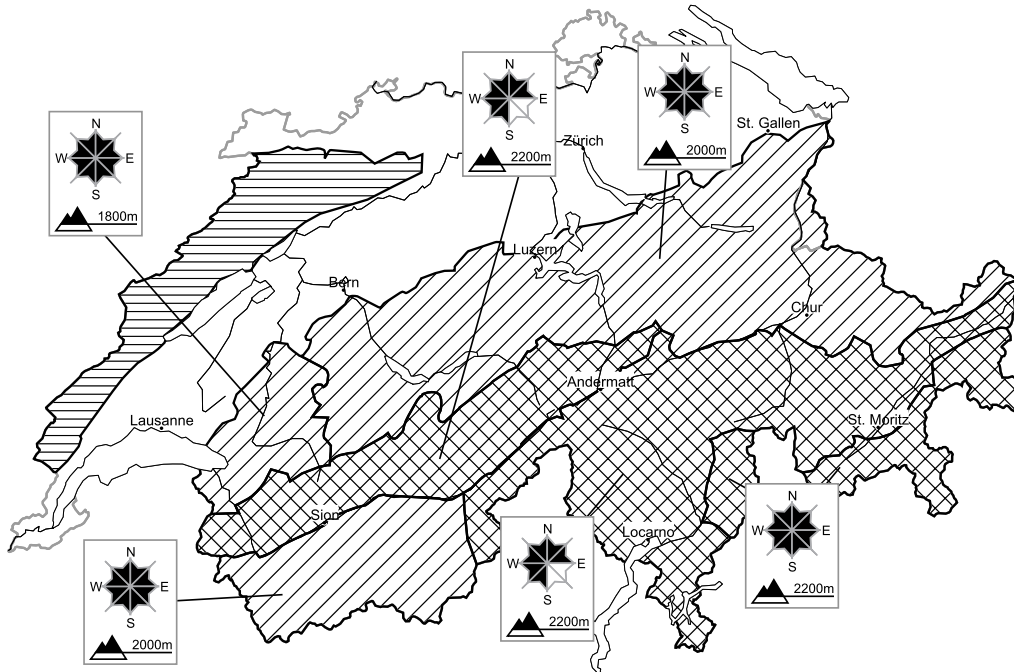 N
W E
S
2200m
N
W E
S
2000m
N
W E
S
1800m
St. Gallen
Zürich
Luzern
Bern
Chur
Andermatt
Lausanne
St. Moritz
Sion
Locarno
N
W E
S
2200m
N
W E
S
2200m
N
W E
S
2000m